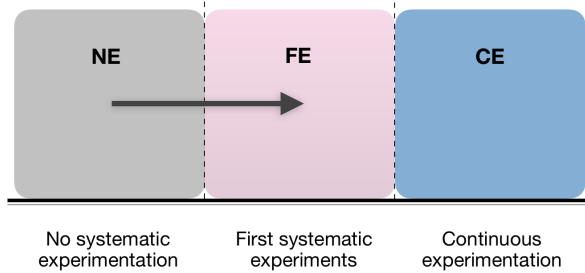 NE
FE
CE
No systematic
experimentation
First systematic
experiments
Continuous
experimentation